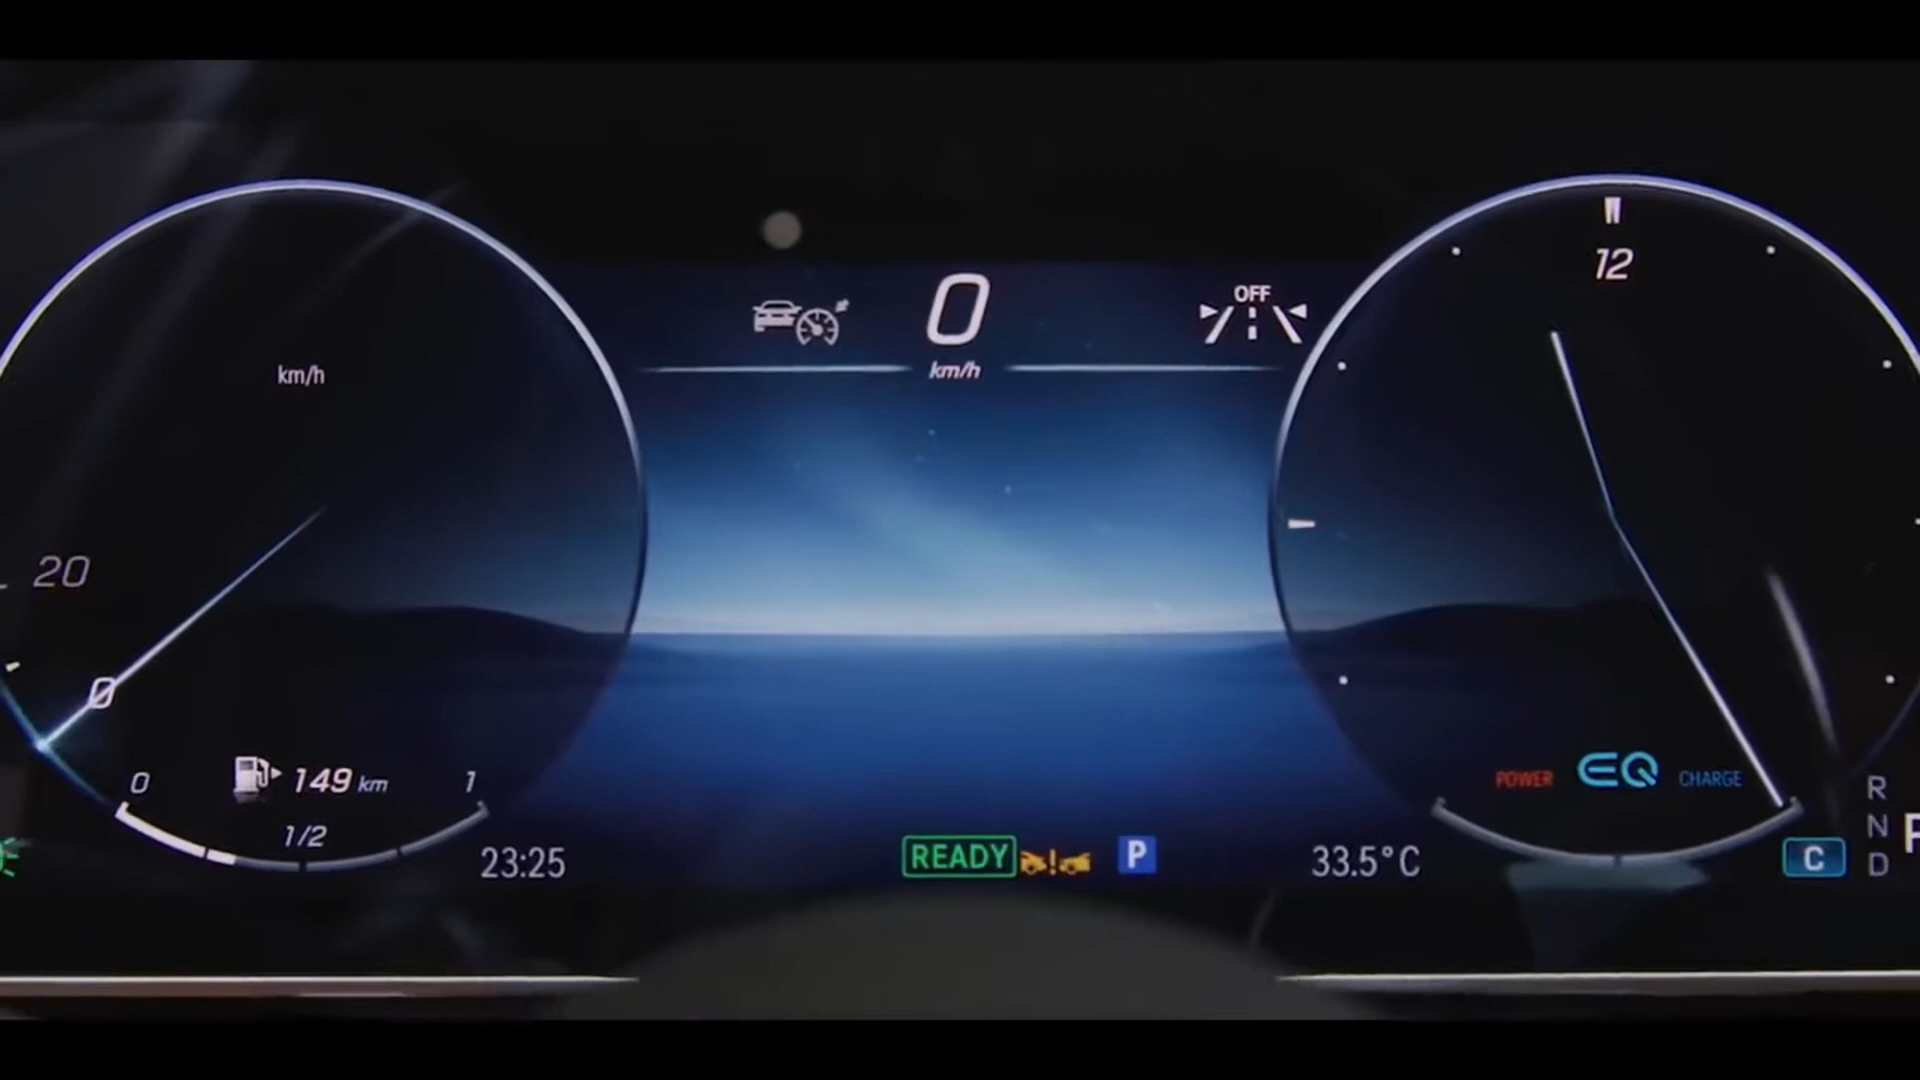 12
OFF
0
km/h
km/h
20
0
0
149 km
1
1/2
POWER
EQ
CHARGE
R
N
D
P
23:25
READY
P
33.5°C
C